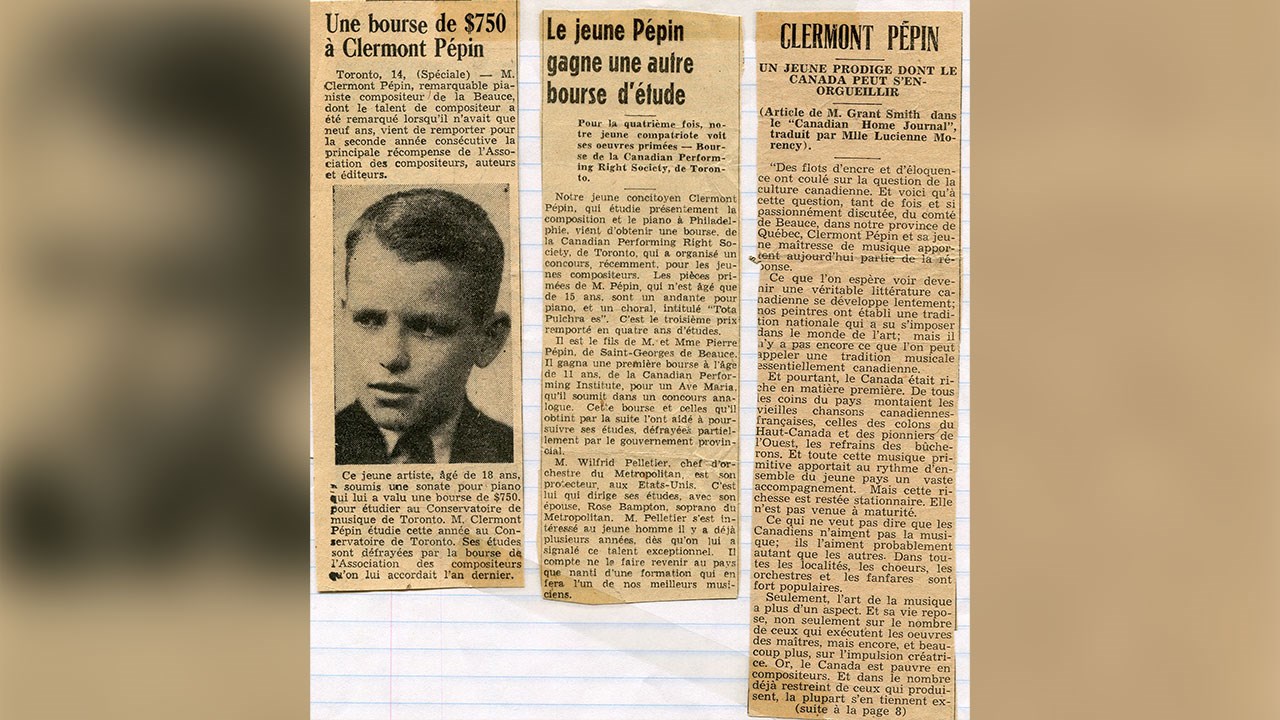 Une bourse de $750
à Clermont Pépin
Toronto, 14, (Spéciale) — M.
Clermont Pépin, remarquable pia-
niste compositeur de la Beauce,
dont le talent de compositeur a
été remarqué lorsqu'il n'avait que
neuf ans, vient de remporter pour
la seconde année consécutive la
principale récompense de l'Asso-
ciation des compositeurs, auteurs
et éditeurs.
Ce jeune artiste, âgé de 18 ans,
a soumis une sonate pour piano
qui lui a valu une bourse de $750.
pour étudier au Conservatoire de
musique de Toronto. M. Clermont
Pépin étudie cette année au Con-
servatoire de Toronto. Ses études
sont défrayées par la bourse de
l'Association des compositeurs
qu'on lui accordait l'an dernier.
Le jeune Pépin
gagne une autre
bourse d'étude
Pour la quatrième fois, no-
tre jeune compatriote voit
ses oeuvres primées — Bour-
se de la Canadian Perform-
ing Right Society, de Toron-
to.
Notre jeune concitoyen Clermont
Pépin, qui étudie présentement la
composition et le piano à Philadel-
phie, vient d'obtenir une bourse, de
la Canadian Performing Right So-
ciety, de Toronto, qui a organisé un
concours, récemment, pour les jeu-
nes compositeurs. Les pièces pri-
mées de M. Pépin, qui n'est âgé que
de 15 ans, sont un andante pour
piano, et un choral, intitulé "Tota
Pulchra es". C'est le troisième prix
remporté en quatre ans d'études.
Il est le fils de M. et Mme Pierre
Pépin, de Saint-Georges de Beauce.
Il gagna une première bourse à l'âge
de 11 ans, de la Canadian Perfor-
ming Institute, pour un Ave Maria,
qu'il soumit dans un concours ana-
logue. Cette bourse et celles qu'il
obtint par la suite l'ont aidé à pour-
suivre ses études, défrayées partiel-
lement par le gouvernement provin-
cial.
M. Wilfrid Pelletier, chef d'or-
chestre du Metropolitan, est son
protecteur, aux Etats-Unis. C'est
lui qui dirige ses études, avec son
épouse, Rose Bampton, soprano du
Metropolitan. M. Pelletier s'est in-
téressé au jeune homme il y a déjà
plusieurs années, dès qu'on lui a
signalé ce talent exceptionnel. Il
compte ne le faire revenir au pays
que nanti d'une formation qui en
fera l'un de nos meilleurs musi-
ciens.
CLERMONT PÉPIN
UN JEUNE PRODIGE DONT LE
CANADA PEUT S'EN-
ORGUEILLIR
(Article de M. Grant Smith dans
le "Canadian Home Journal",
traduit par Mlle Lucienne Mo-
rency).
"Des flots d'encre et d'éloquen-
ce ont coulé sur la question de la
culture canadienne. Et voici qu'à
cette question, tant de fois et si
passionnément discutée, du comté
de Beauce, dans notre province de
Québec, Clermont Pépin et sa jeu-
ne maîtresse de musique appor-
tent aujourd'hui partie de la ré-
ponse.
Ce que l'on espère voir deve-
nir une véritable littérature ca-
nadienne se développe lentement;
nos peintres ont établi une tradi-
tion nationale qui a su s'imposer
dans le monde de l'art; mais il
n'y a pas encore ce que l'on peut
appeler une tradition musicale
essentiellement canadienne.
Et pourtant, le Canada était ri-
che en matière première. De tous
les coins du pays montaient les
vieilles chansons canadiennes-
françaises, celles des colons du
Haut-Canada et des pionniers de
l'Ouest, les refrains des bûche-
rons. Et toute cette musique pri-
mitive apportait au rythme d'en-
semble du jeune pays un vaste
accompagnement. Mais cette ri-
chesse est restée stationnaire. Elle
n'est pas venue à maturité.
Ce qui ne veut pas dire que les
Canadiens n'aiment pas la musi-
que; ils l'aiment probablement
autant que les autres. Dans tou-
tes les localités, les choeurs, les
orchestres et les fanfares sont
fort populaires.
Seulement, l'art de la musique
a plus d'un aspect. Et sa vie repo-
se, non seulement sur le nombre
de ceux qui exécutent les oeuvres
des maîtres, mais encore, et beau-
coup plus, sur l'impulsion créatri-
ce. Or, le Canada est pauvre en
compositeurs. Et dans le nombre
déjà restreint de ceux qui produi-
sent, la plupart s'en tiennent ex-
(suite à la page 8)